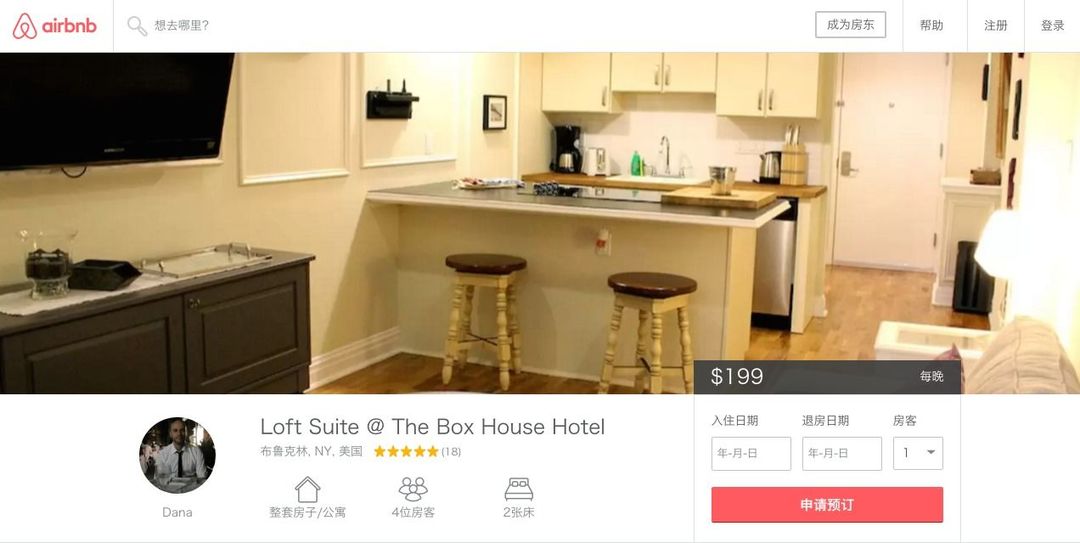 airbnb
想去哪里?
成为房东
帮助
注册
登录
$199
每晚
Loft Suite @ The Box House Hotel
布鲁克林, NY, 美国
(18)
Dana
整套房子/公寓
4位房客
2张床
入住日期
退房日期
房客
年-月-日
年-月-日
1
申请预订